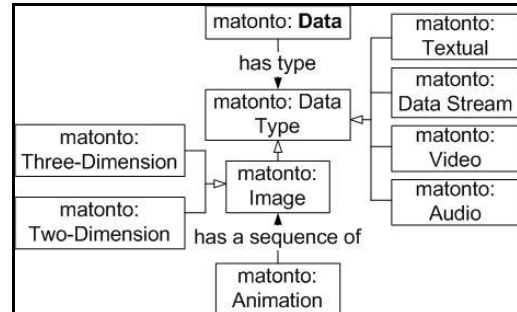 matonto: Data
has type
matonto: Data
Type
matonto:
Textual
matonto:
Data Stream
matonto:
Video
matonto:
Audio
matonto:
Three-Dimension
matonto:
Two-Dimension
matonto:
Image
has a sequence of
matonto:
Animation